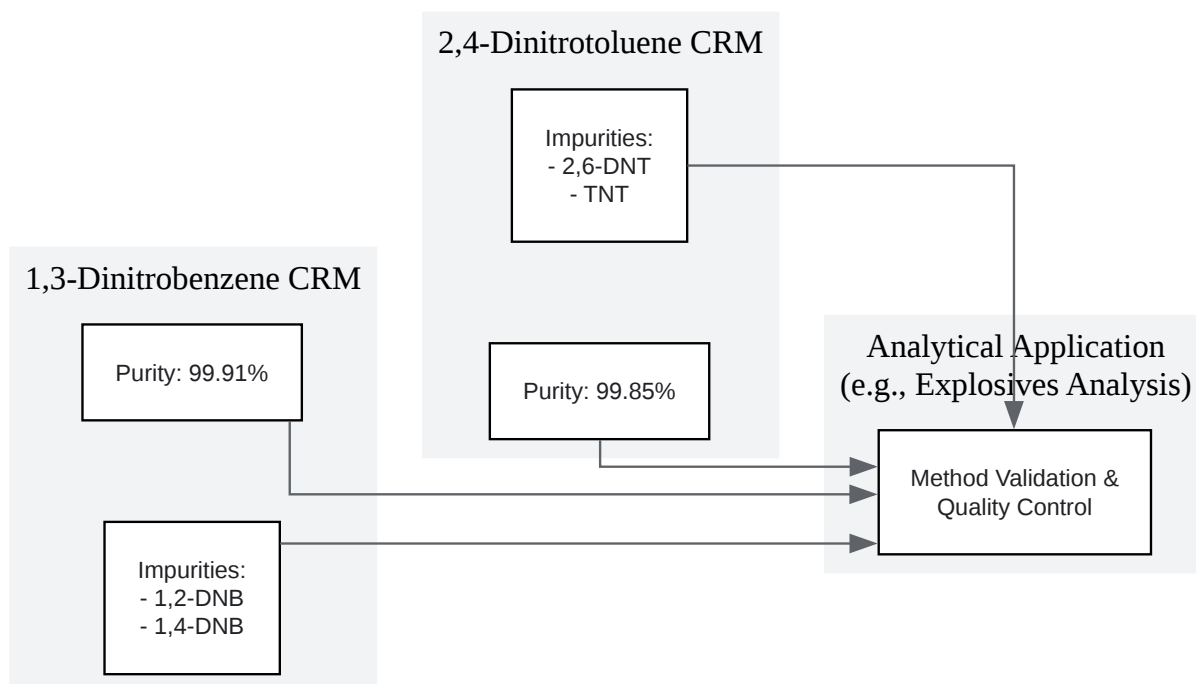 2,4-Dinitrotoluene CRM
Impurities:
- 2,6-DNT
- TNT
Purity: 99.85%
1,3-Dinitrobenzene CRM
Purity: 99.91%
Impurities:
- 1,2-DNB
- 1,4-DNB
Analytical Application
(e.g., Explosives Analysis)
Method Validation &
Quality Control